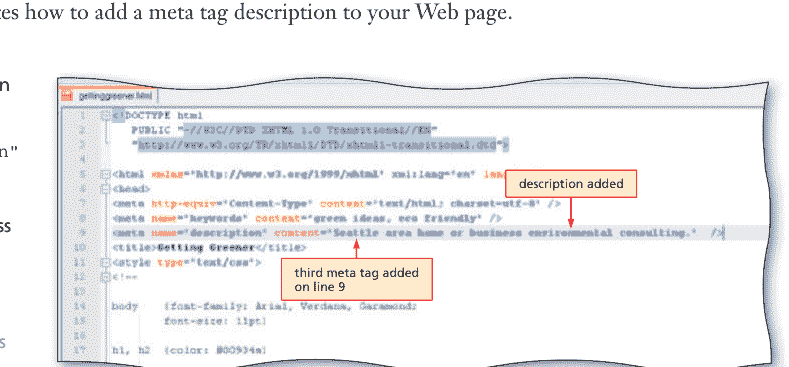 es how to add a meta tag description to your Web page.
n
n"
ss
s
gettinggreener.html
1 <!DOCTYPE html
2 PUBLIC "-//W3C//DTD XHTML 1.0 Transitional//EN"
3 "http://www.w3.org/TR/xhtml1/DTD/xhtml1-transitional.dtd">
4
5 <html xmlns="http://www.w3.org/1999/xhtml" xml:lang="en" lan
description added
6 <head>
7 <meta http-equiv="Content-Type" content="text/html; charset=utf-8" />
8 <meta name="keywords" content="green ideas, eco friendly" />
9 <meta name="description" content="Seattle area home or business environmental consulting." />
10 <title>Getting Greener</title>
11 <style type="text/css">
third meta tag added
on line 9
12 <!--
13
14 body {font-family: Arial, Verdana, Garamond;
15 font-size: 11pt}
16
17 h1, h2 {color: #00934a}